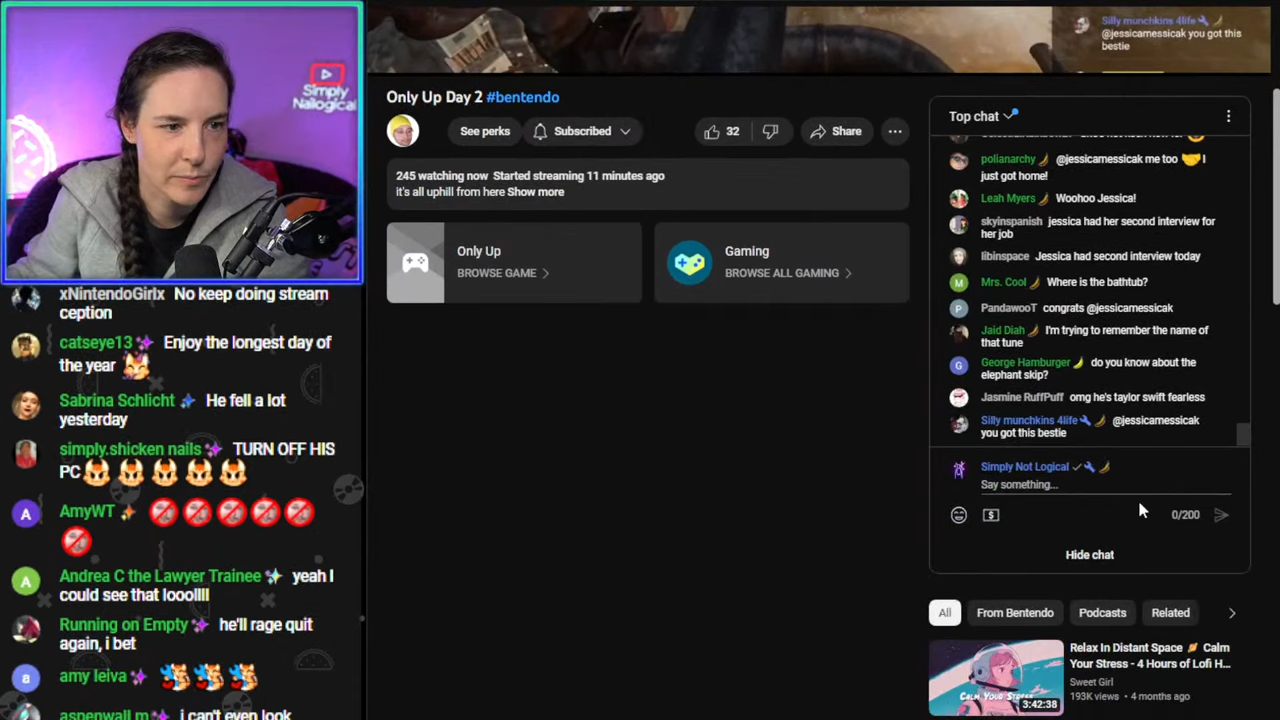 Simply
Nailogical
xNintendoGirlx No keep doing stream
ception
catseye13 Enjoy the longest day of
the year
Sabrina Schlicht He fell a lot
yesterday
simply.shicken nails TURN OFF HIS
PC
AmyWT
Andrea C the Lawyer Trainee yeah I
could see that looollll
Running on Empty he'll rage quit
again, i bet
amy leiva
aspenwall m i can't even look
Silly munchkins 4life
@jessicamessicak you got this
bestie
Only Up Day 2 #bentendo
See perks
Subscribed
32
Share
245 watching now Started streaming 11 minutes ago
it's all uphill from here Show more
Only Up
BROWSE GAME
Gaming
BROWSE ALL GAMING
Top chat
polianarchy @jessicamessicak me too I
just got home!
Leah Myers Woohoo Jessica!
skyinspanish jessica had her second interview for
her job
libinspace Jessica had second interview today
M Mrs. Cool Where is the bathtub?
P PandawooT congrats @jessicamessicak
Jaid Diah I'm trying to remember the name of
that tune
G George Hamburger do you know about the
elephant skip?
Jasmine RuffPuff omg he's taylor swift fearless
Silly munchkins 4life @jessicamessicak
you got this bestie
Simply Not Logical
Say something...
0/200
Hide chat
All
From Bentendo
Podcasts
Related
Relax In Distant Space Calm
Your Stress - 4 Hours of Lofi H...
Sweet Girl
193K views • 4 months ago
CALM YOUR STRESS
3:42:38